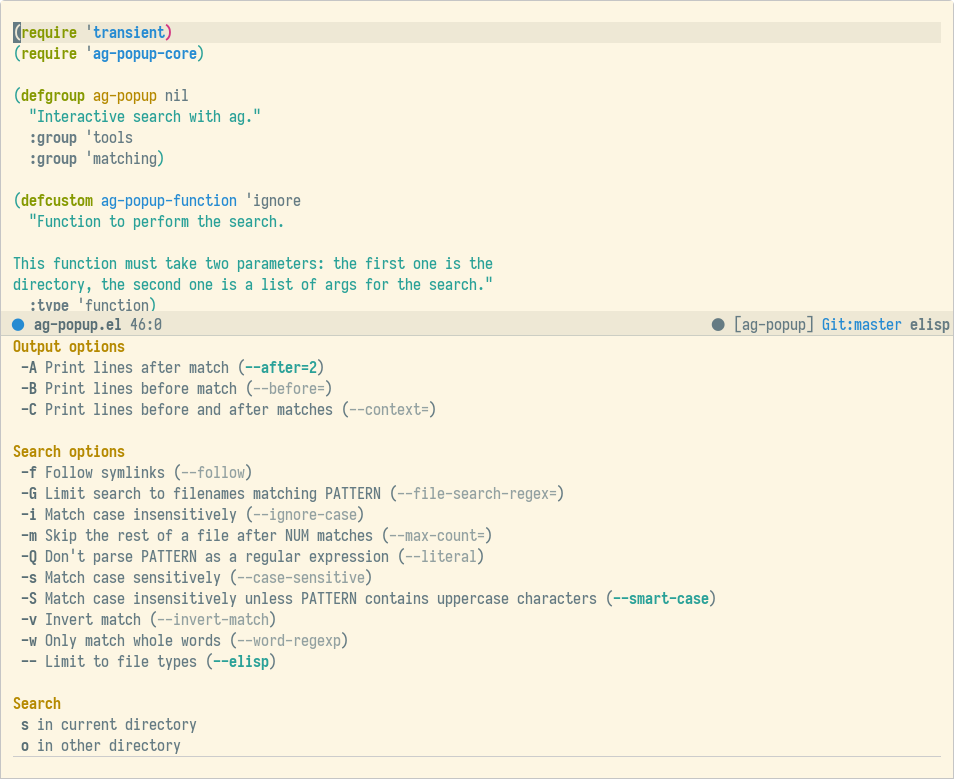 (require 'transient)
(require 'ag-popup-core)

(defgroup ag-popup nil
  "Interactive search with ag."
  :group 'tools
  :group 'matching)

(defcustom ag-popup-function 'ignore
  "Function to perform the search.

This function must take two parameters: the first one is the
directory, the second one is a list of args for the search."
  :type 'function)
ag-popup.el 46:0 [ag-popup] Git:master elisp
Output options
 -A Print lines after match (--after=2)
 -B Print lines before match (--before=)
 -C Print lines before and after matches (--context=)

Search options
 -f Follow symlinks (--follow)
 -G Limit search to filenames matching PATTERN (--file-search-regex=)
 -i Match case insensitively (--ignore-case)
 -m Skip the rest of a file after NUM matches (--max-count=)
 -Q Don't parse PATTERN as a regular expression (--literal)
 -s Match case sensitively (--case-sensitive)
 -S Match case insensitively unless PATTERN contains uppercase characters (--smart-case)
 -v Invert match (--invert-match)
 -w Only match whole words (--word-regexp)
 -- Limit to file types (--elisp)

Search
 s in current directory
 o in other directory